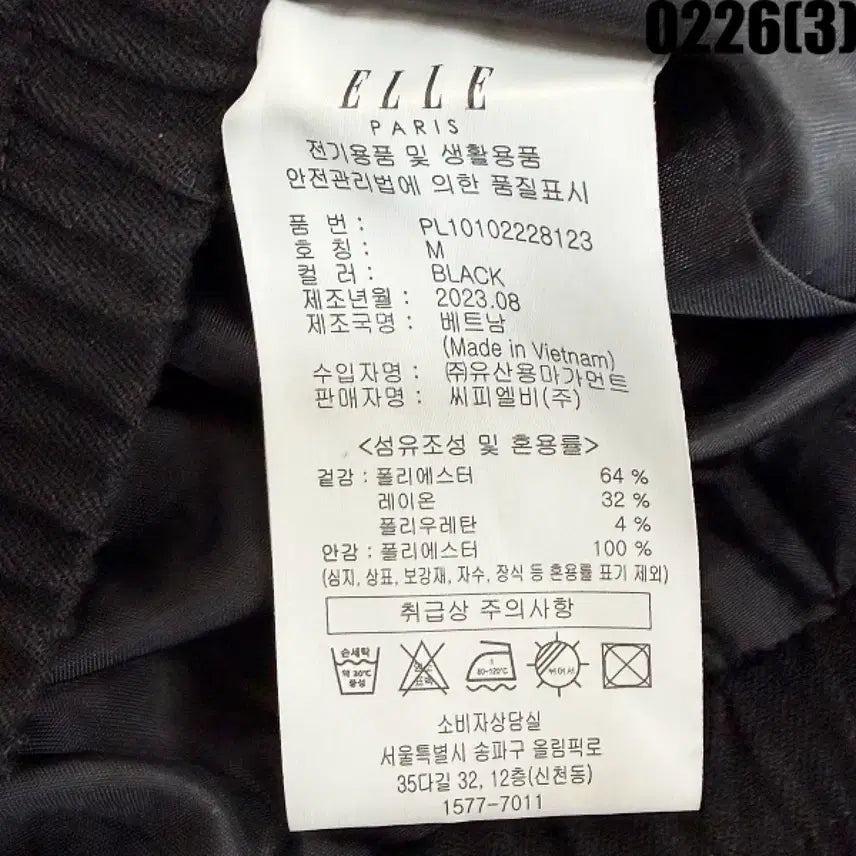 0226(3)
ELLE
PARIS
전기용품 및 생활용품
안전관리법에 의한 품질표시
품 번 : PL10102228123
호 칭 : M
컬 러 : BLACK
제조년월 : 2023.08
제조국명 : 베트남
(Made in Vietnam)
수입자명 : ㈜유산용마가먼트
판매자명 : 씨피엘비(주)
<섬유조성 및 혼용률>
겉감 : 폴리에스터 64 %
레이온 32 %
폴리우레탄 4 %
안감 : 폴리에스터 100 %
(심지, 상표, 보강재, 자수, 장식 등 혼용률 표기 제외)
취급상 주의사항
손세탁
약 30℃
중성
80~120℃
뉘어서
소비자상담실
서울특별시 송파구 올림픽로
35다길 32, 12층(신천동)
1577-7011